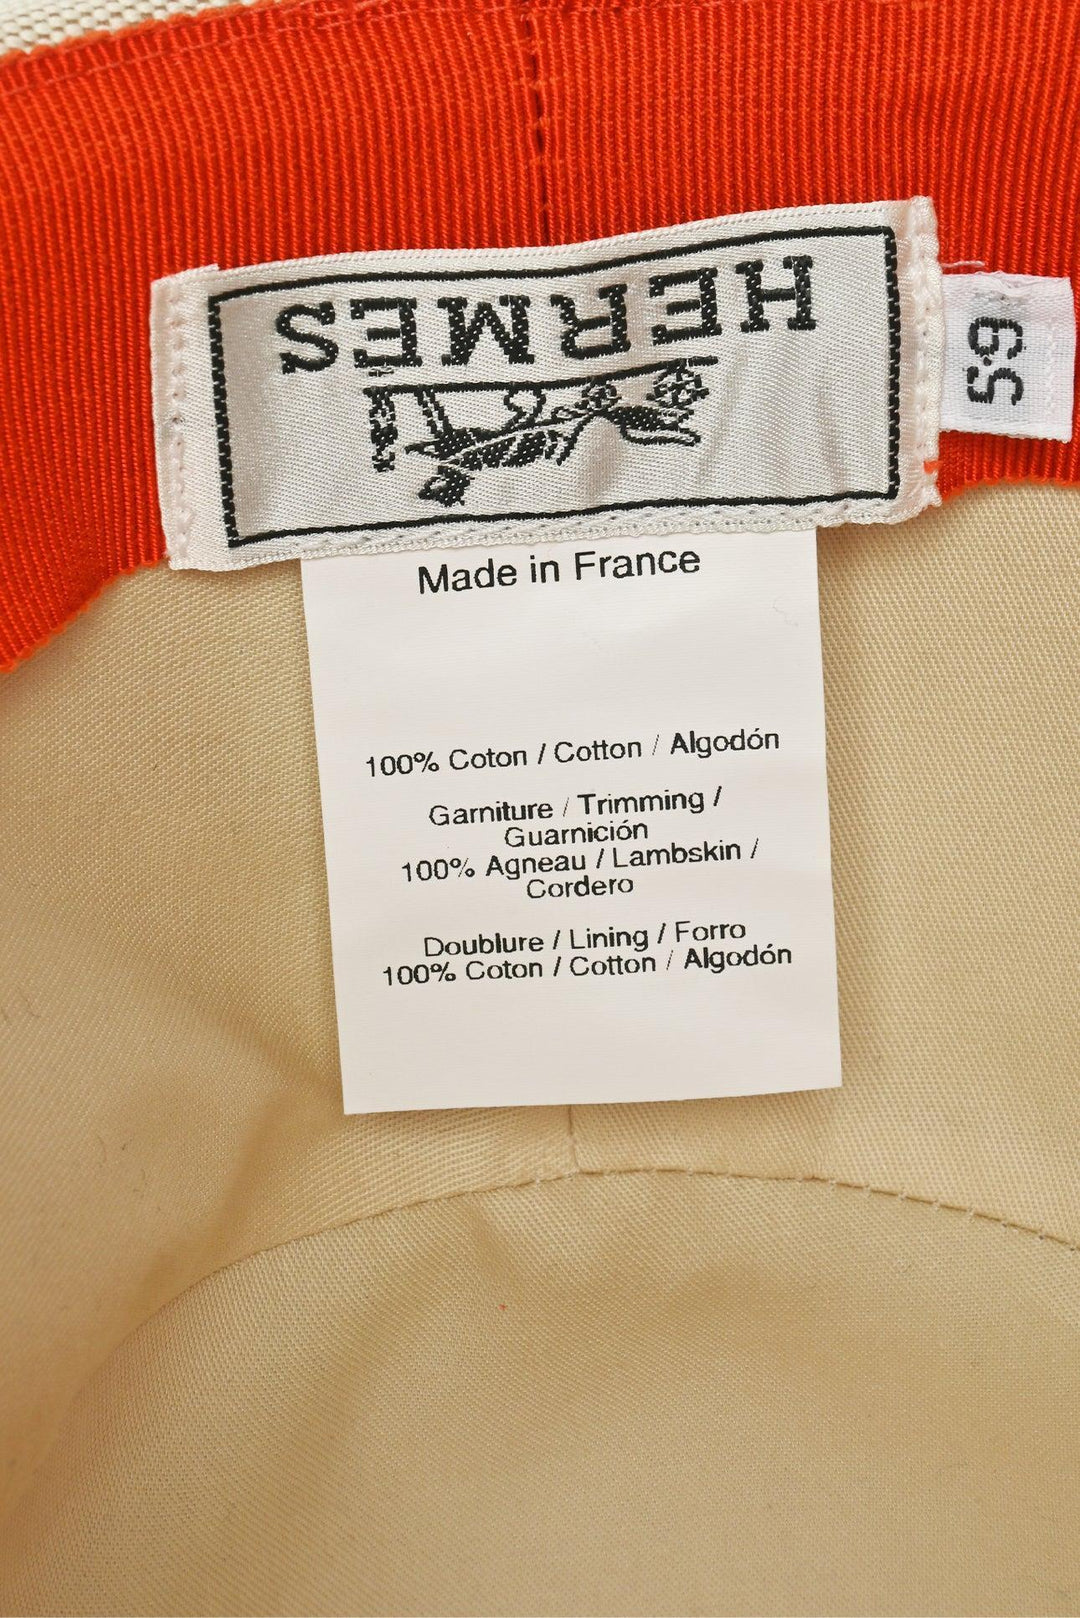 HERMES
59
Made in France
100% Coton / Cotton / Algodón
Garniture / Trimming /
Guarnición
100% Agneau / Lambskin /
Cordero
Doublure / Lining / Forro
100% Coton / Cotton / Algodón